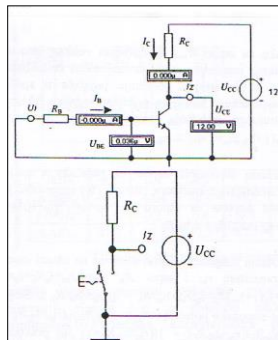 I_C R_C
0.000µ A
U_I R_B I_B I_Z U_CC 12
-0.000µ A
U_BE 0.036µ V U_CE 12.00 V
R_C
I_Z U_CC
E